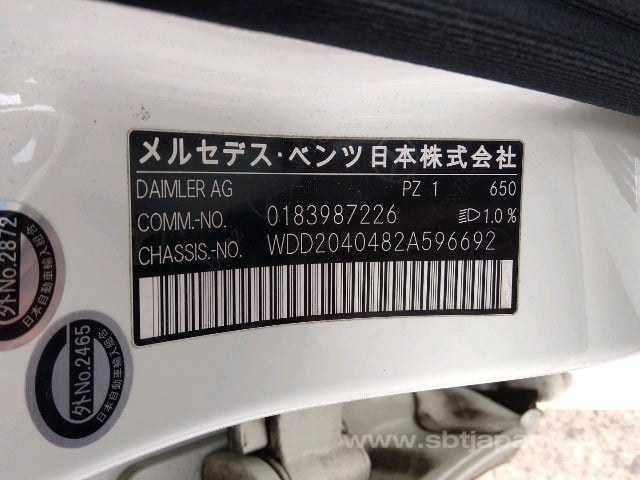 メルセデス・ベンツ日本株式会社
DAIMLER AG PZ 1 650
COMM.-NO. 0183987226 1.0%
CHASSIS.-NO. WDD2040482A596692
外No.2872
日本自動車輸入組合
外No.2465
日本自動車輸入組合